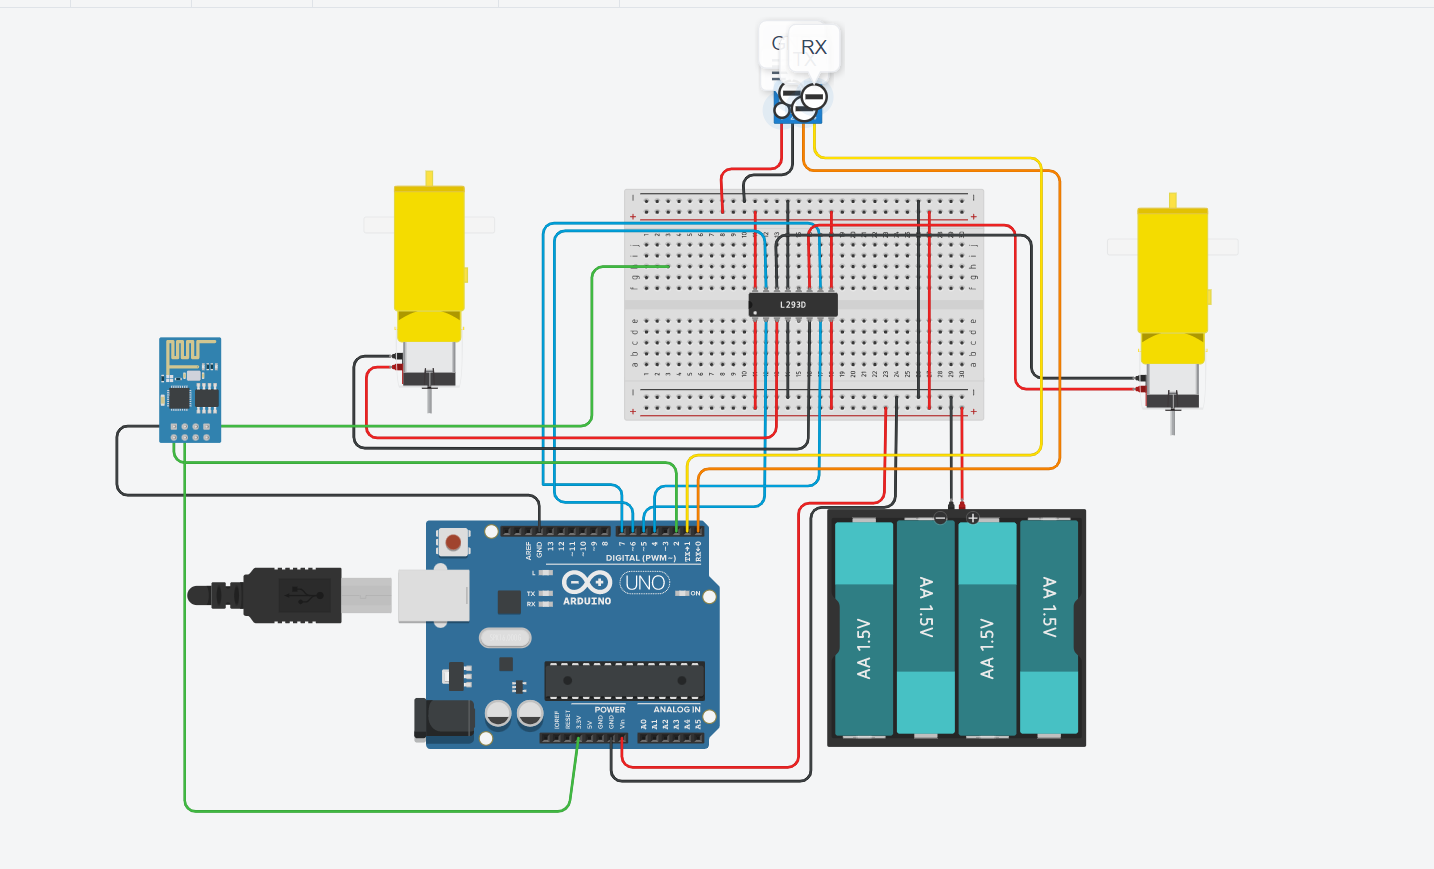 RX
L293D
AREF
GND
13
12
~11
~10
~9
8
7
~6
~5
4
~3
2
TX→1
RX←0
DIGITAL (PWM~)
L
TX
RX
ARDUINO
UNO
ON
POWER
ANALOG IN
IOREF
RESET
3.3V
5V
GND
GND
Vin
A0
A1
A2
A3
A4
A5
AA 1.5V
AA 1.5V
AA 1.5V
AA 1.5V